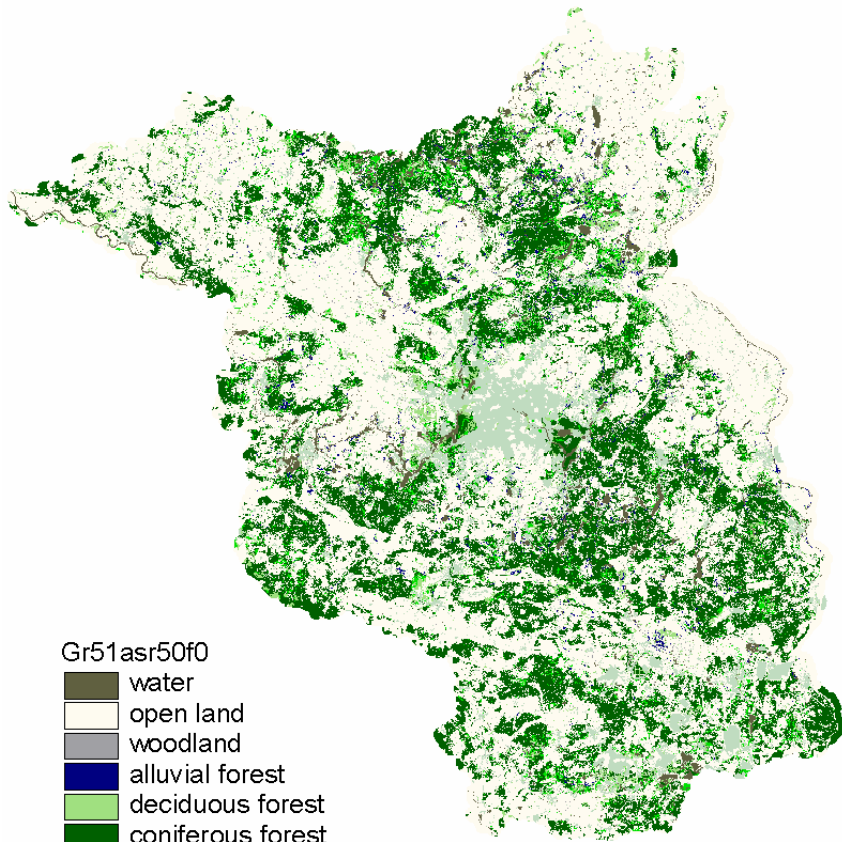 Gr51asr50f0
water
open land
woodland
alluvial forest
deciduous forest
coniferous forest